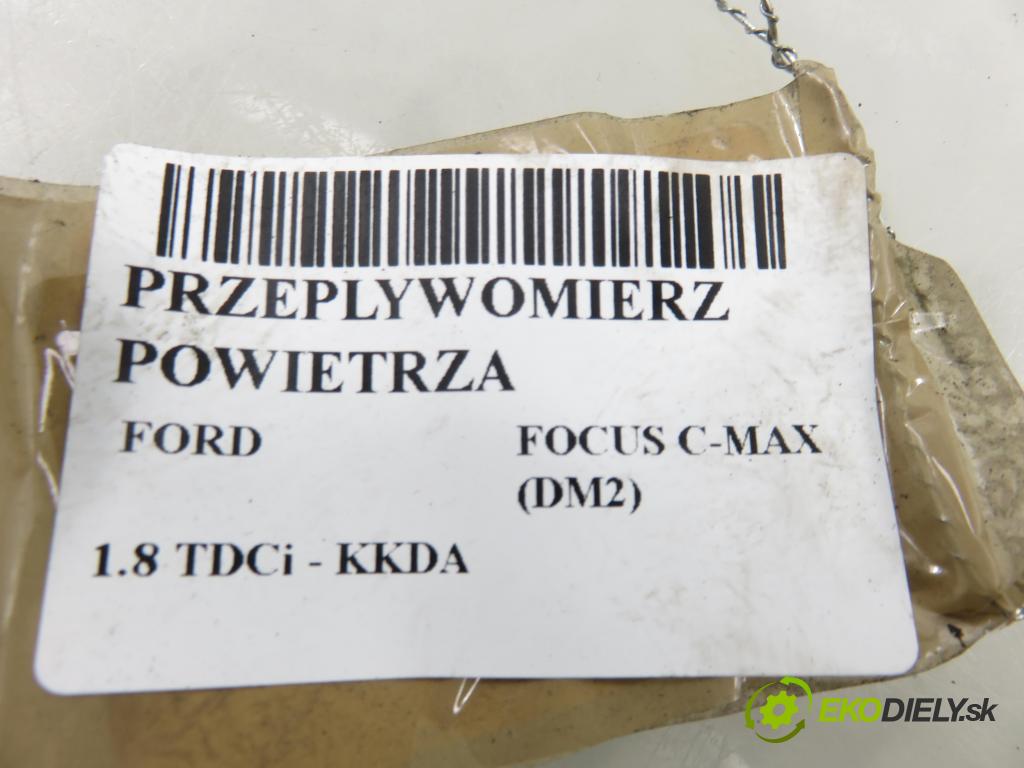 PRZEPLYWOMIERZ
POWIETRZA
FORD FOCUS C-MAX
(DM2)
1.8 TDCi - KKDA
EKODIELY.sk